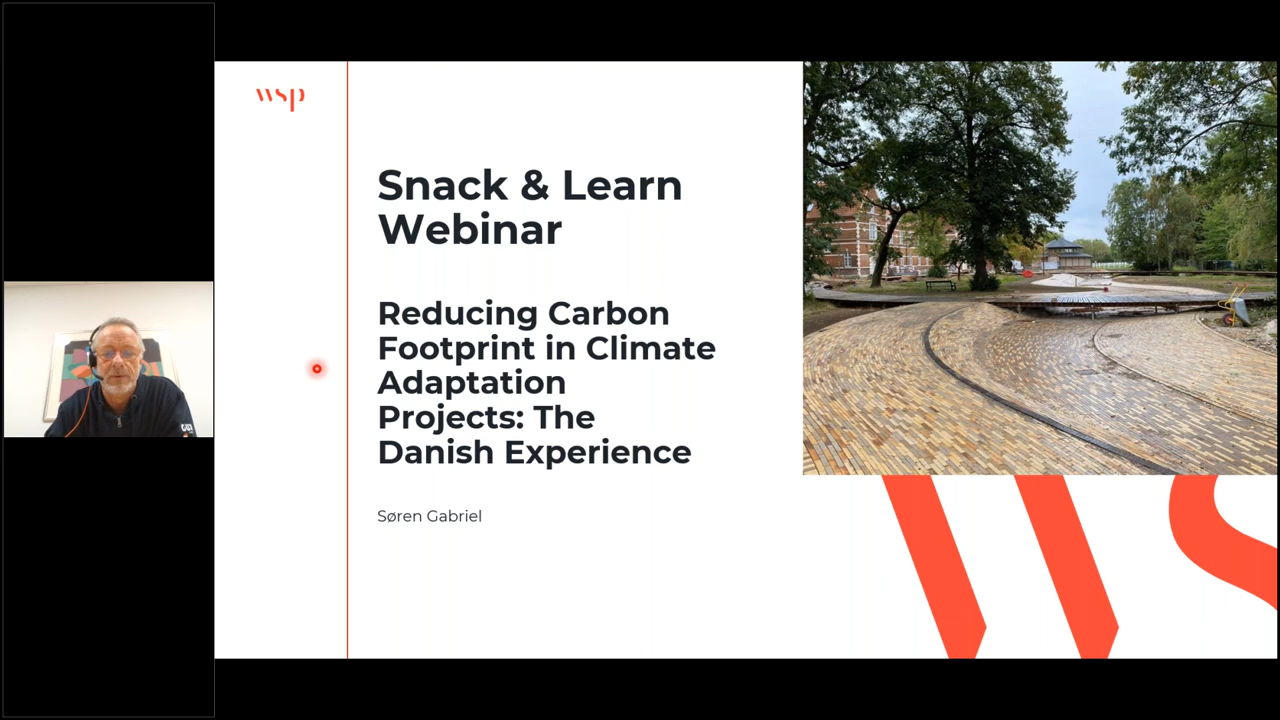 wsp
Snack & Learn
Webinar
Reducing Carbon
Footprint in Climate
Adaptation
Projects: The
Danish Experience
Søren Gabriel